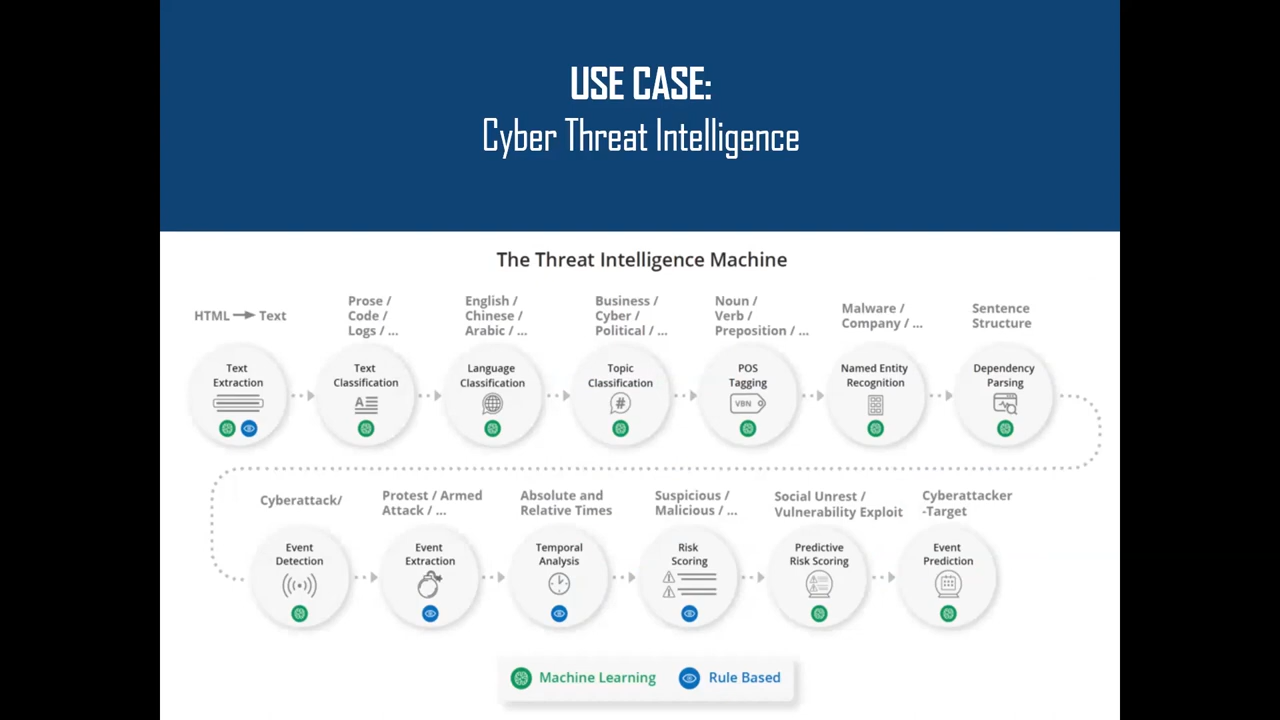 USE CASE:
Cyber Threat Intelligence
The Threat Intelligence Machine
HTML → Text
Prose /
Code /
Logs / ...
English /
Chinese /
Arabic / ...
Business /
Cyber /
Political / ...
Noun /
Verb /
Preposition / ...
Malware /
Company / ...
Sentence
Structure
Text
Extraction
Text
Classification
A
Language
Classification
Topic
Classification
#
POS
Tagging
VBN
Named Entity
Recognition
Dependency
Parsing
Cyberattack/
Protest / Armed
Attack / ...
Absolute and
Relative Times
Suspicious /
Malicious / ...
Social Unrest /
Vulnerability Exploit
Cyberattacker
-Target
Event
Detection
Event
Extraction
Temporal
Analysis
Risk
Scoring
Predictive
Risk Scoring
Event
Prediction
Machine Learning
Rule Based